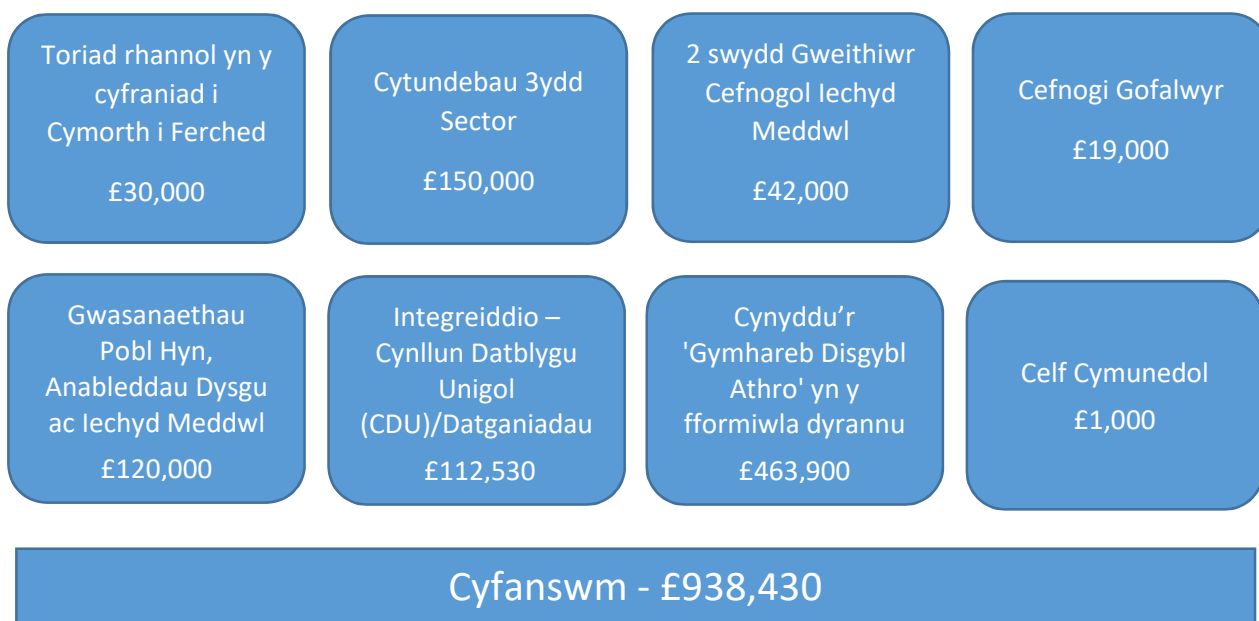 Toriad rhannol yn y
cyfraniad i
Cymorth i Ferched
£30,000
Cytundebau 3ydd
Sector
£150,000
2 swydd Gweithiwr
Cefnogol Iechyd
Meddwl
£42,000
Cefnogi Gofalwyr
£19,000
Gwasanaethau
Pobl Hyn,
Anableddau Dysgu
ac Iechyd Meddwl
£120,000
Integreiddio –
Cynllun Datblygu
Unigol
(CDU)/Datganiadau
£112,530
Cynyddu’r
'Gymhareb Disgybl
Athro' yn y
fformiwla dyrannu
£463,900
Celf Cymunedol
£1,000
Cyfanswm - £938,430